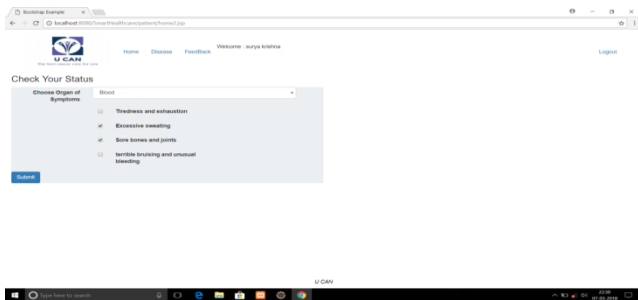 Bootstrap Example
localhost:8080/SmartHealthcare/patient/home2.jsp
U CAN
Home Disease FeedBack Welcome : surya krishna Logout
Check Your Status
Choose Organ of
Symptoms
Blood
Tiredness and exhaustion
Excessive sweating
Sore bones and joints
terrible bruising and unusual
bleeding
Submit
U CAN
Type here to search
22:20